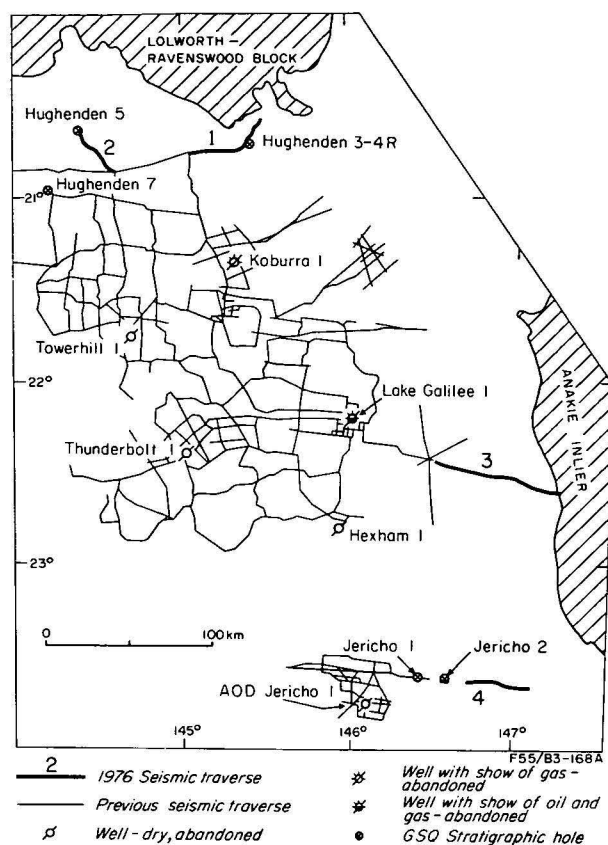 LOLWORTH-
RAVENSWOOD BLOCK
Hughenden 5
2
1
Hughenden 3-4R
Hughenden 7
21°
Koburra 1
Towerhill 1
22°
Lake Galilee 1
ANAKIE INLIER
Thunderbolt 1
3
Hexham 1
23°
0 100km
Jericho 1
Jericho 2
AOD Jericho 1
4
145° 146° 147°
F55/B3-168A
2 1976 Seismic traverse
Previous seismic traverse
Well-dry, abandoned
Well with show of gas-
abandoned
Well with show of oil and
gas-abandoned
GSQ Stratigraphic hole